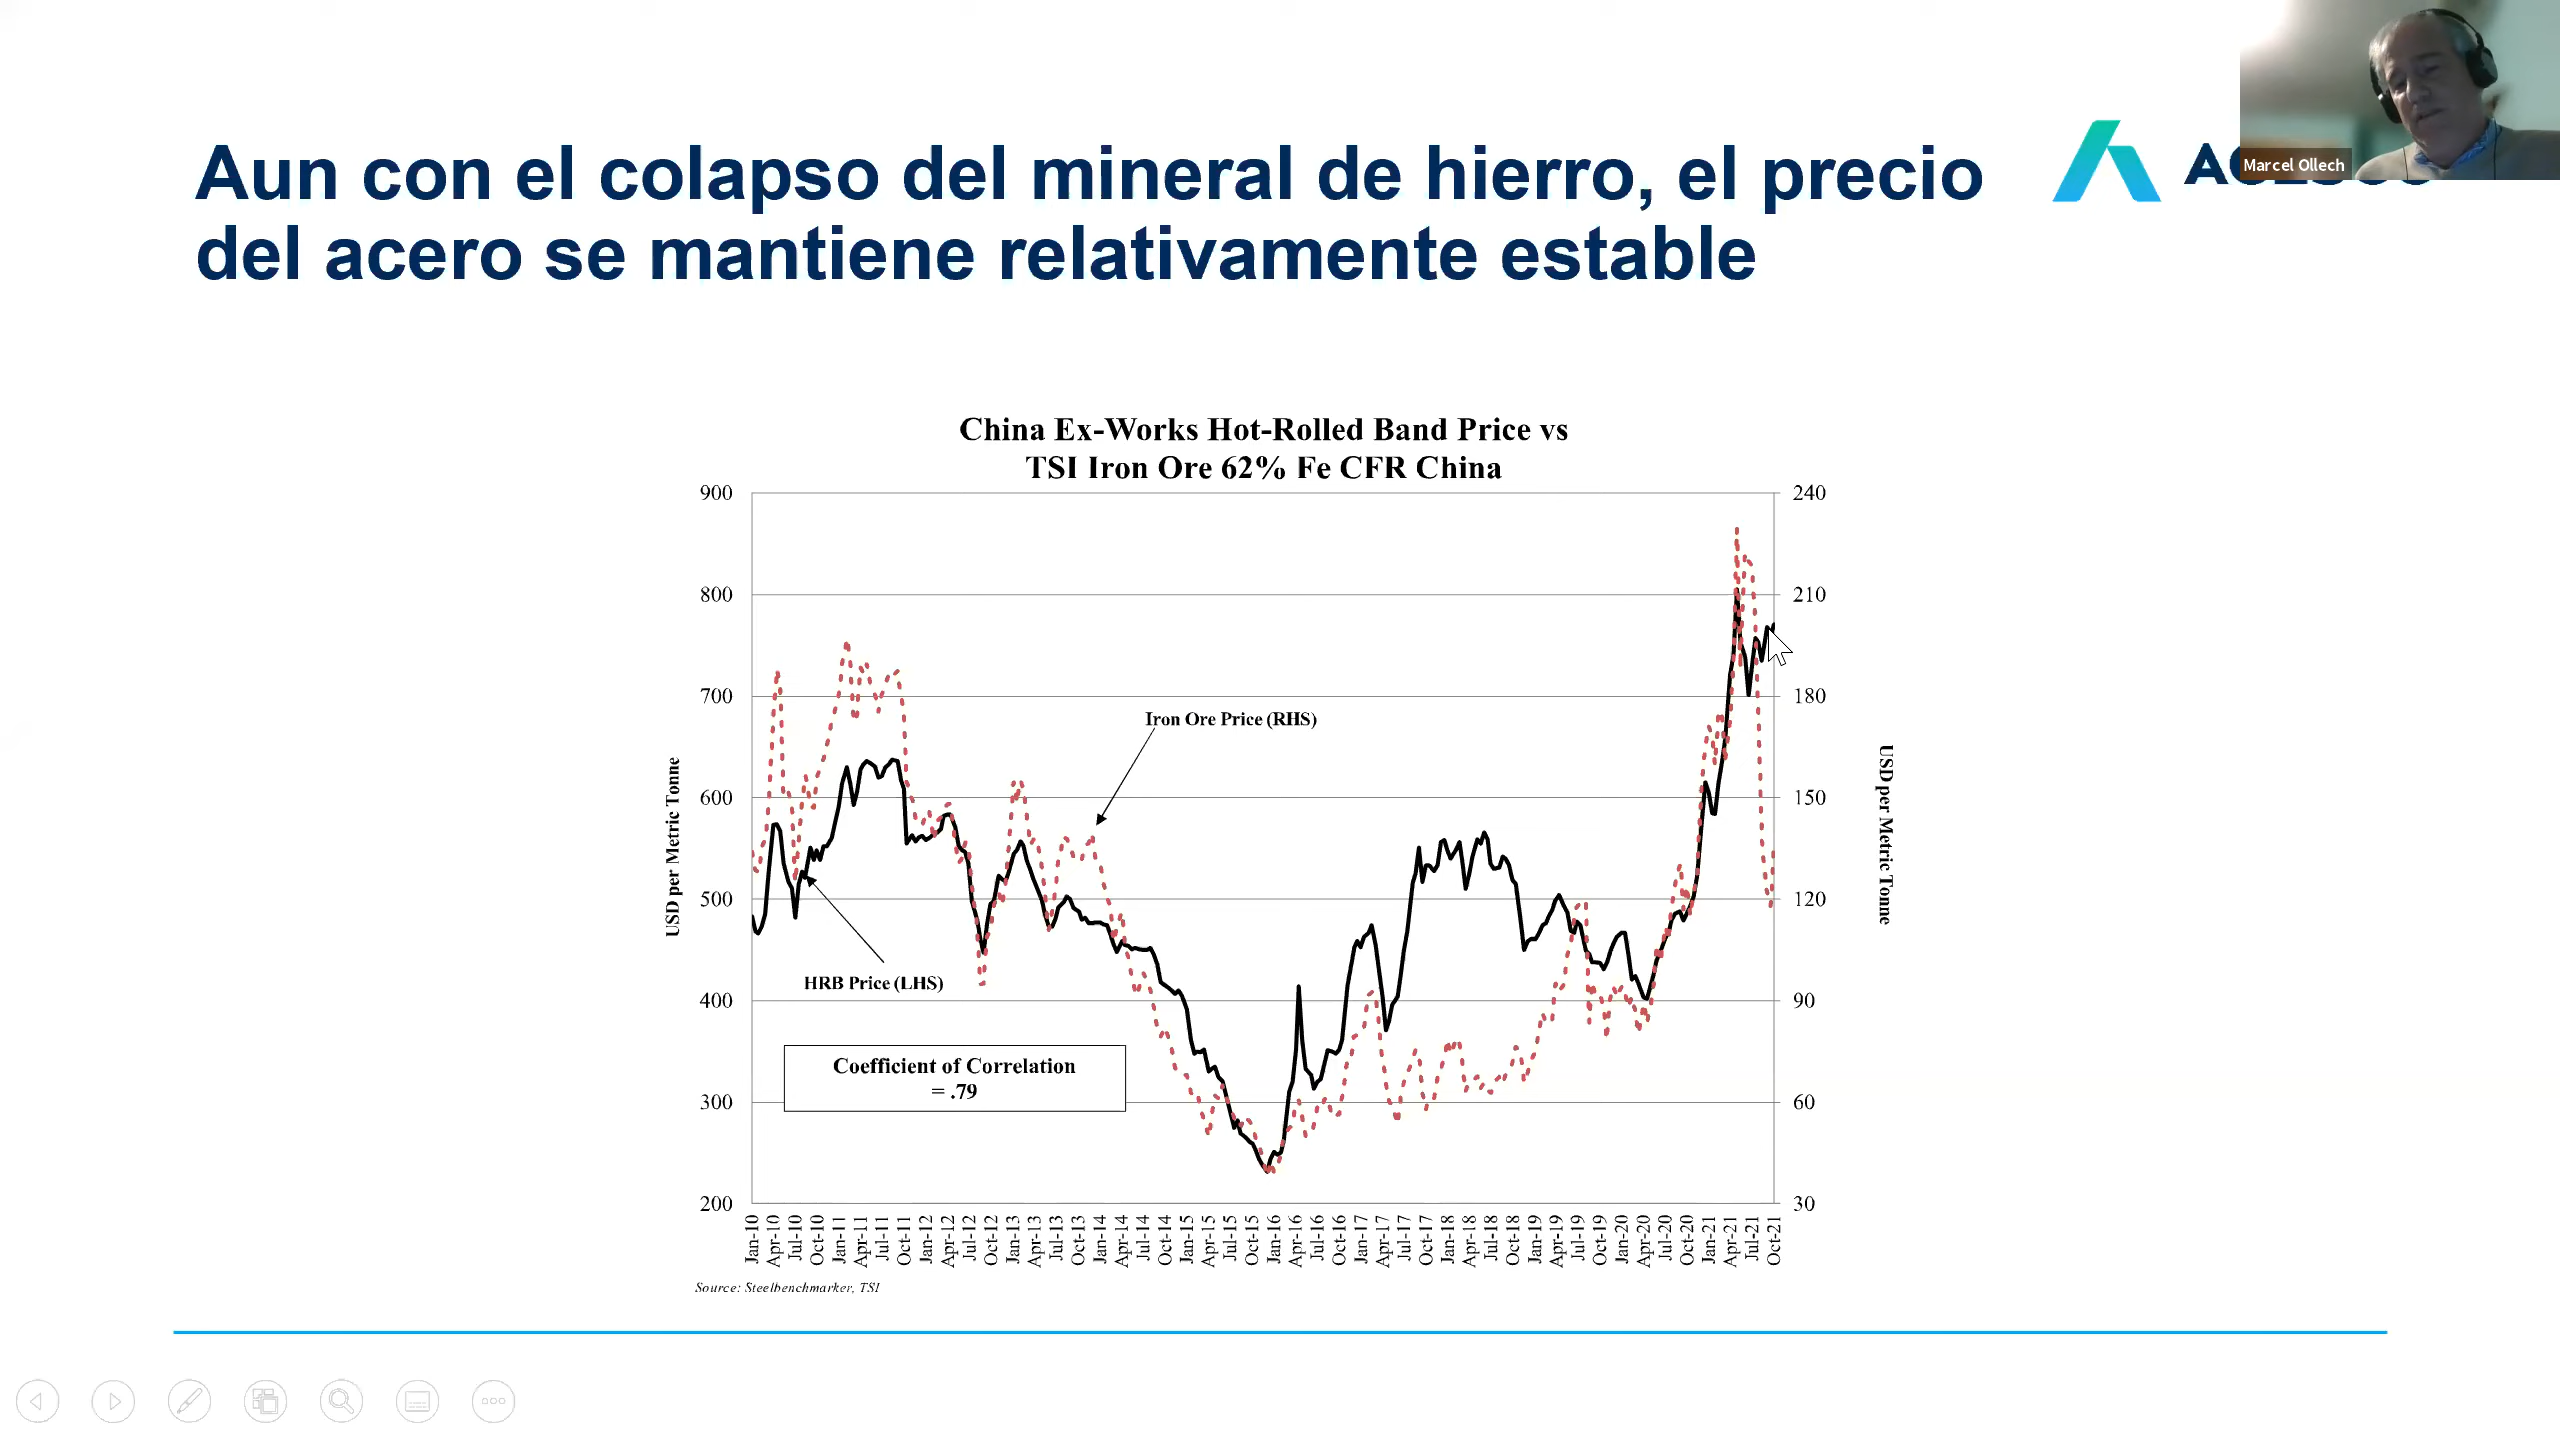 Aun con el colapso del mineral de hierro, el precio
del acero se mantiene relativamente estable
Marcel Ollech
China Ex-Works Hot-Rolled Band Price vs
TSI Iron Ore 62% Fe CFR China
900
800
700
600
500
400
300
200
USD per Metric Tonne
240
210
180
150
120
90
60
30
USD per Metric Tonne
Iron Ore Price (RHS)
HRB Price (LHS)
Coefficient of Correlation
= .79
Jan-10
Apr-10
Jul-10
Oct-10
Jan-11
Apr-11
Jul-11
Oct-11
Jan-12
Apr-12
Jul-12
Oct-12
Jan-13
Apr-13
Jul-13
Oct-13
Jan-14
Apr-14
Jul-14
Oct-14
Jan-15
Apr-15
Jul-15
Oct-15
Jan-16
Apr-16
Jul-16
Oct-16
Jan-17
Apr-17
Jul-17
Oct-17
Jan-18
Apr-18
Jul-18
Oct-18
Jan-19
Apr-19
Jul-19
Oct-19
Jan-20
Apr-20
Jul-20
Oct-20
Jan-21
Apr-21
Jul-21
Oct-21
Source: Steelbenchmarker, TSI